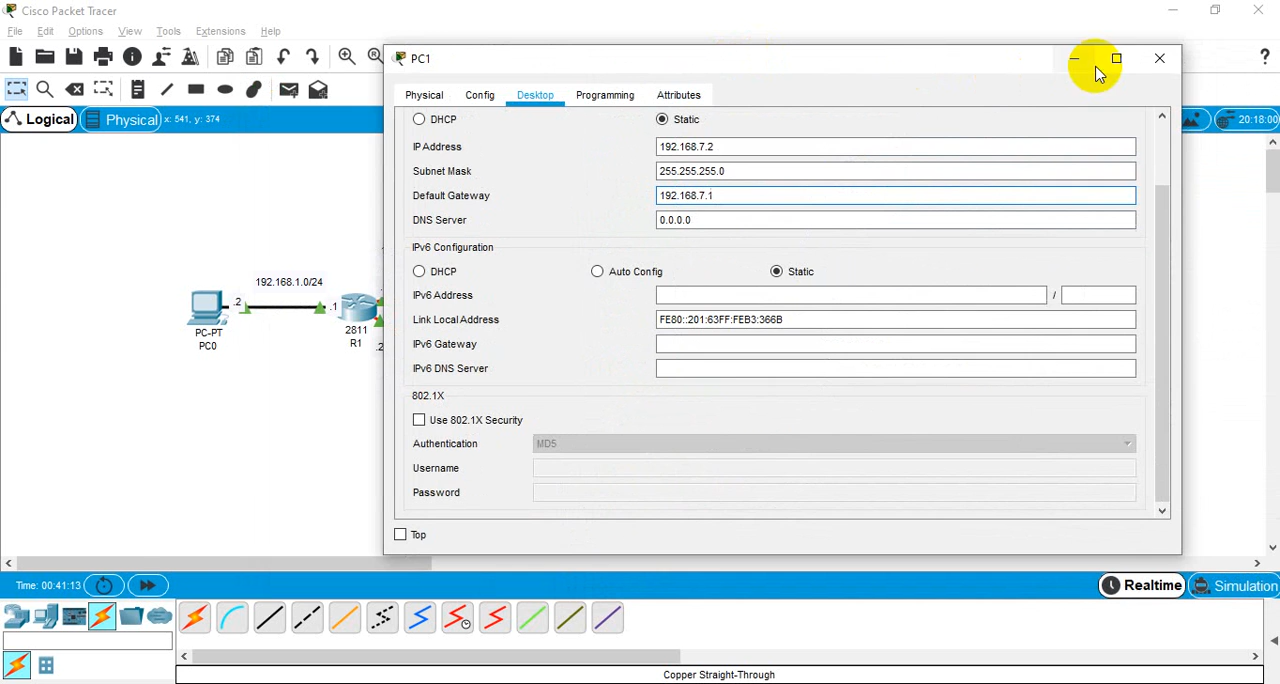 Cisco Packet Tracer
File Edit Options View Tools Extensions Help
?
PC1
Physical Config Desktop Programming Attributes
Logical Physical x: 541, y: 374
20:18:00
DHCP Static
IP Address 192.168.7.2
Subnet Mask 255.255.255.0
Default Gateway 192.168.7.1
DNS Server 0.0.0.0
IPv6 Configuration
DHCP Auto Config Static
IPv6 Address /
Link Local Address FE80::201:63FF:FEB3:366B
IPv6 Gateway
IPv6 DNS Server
802.1X
Use 802.1X Security
Authentication MD5
Username
Password
Top
192.168.1.0/24
.2 .1
PC-PT
PC0
2811
R1
.2
Time: 00:41:13
Realtime Simulation
Copper Straight-Through